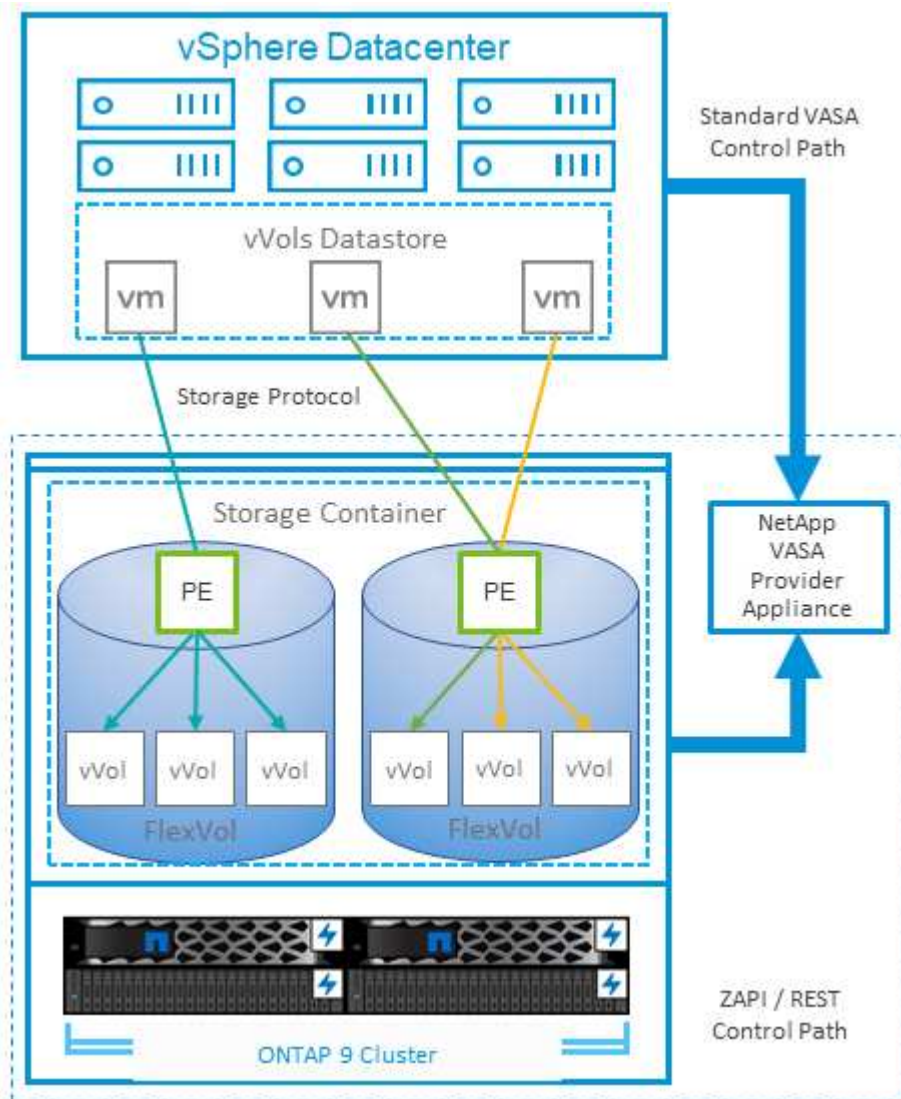 vSphere Datacenter
Standard VASA
Control Path
vVols Datastore
vm
vm
vm
Storage Protocol
Storage Container
NetApp
VASA
Provider
Appliance
PE
PE
vVol
vVol
vVol
vVol
vVol
vVol
FlexVol
FlexVol
ZAPI / REST
Control Path
ONTAP 9 Cluster